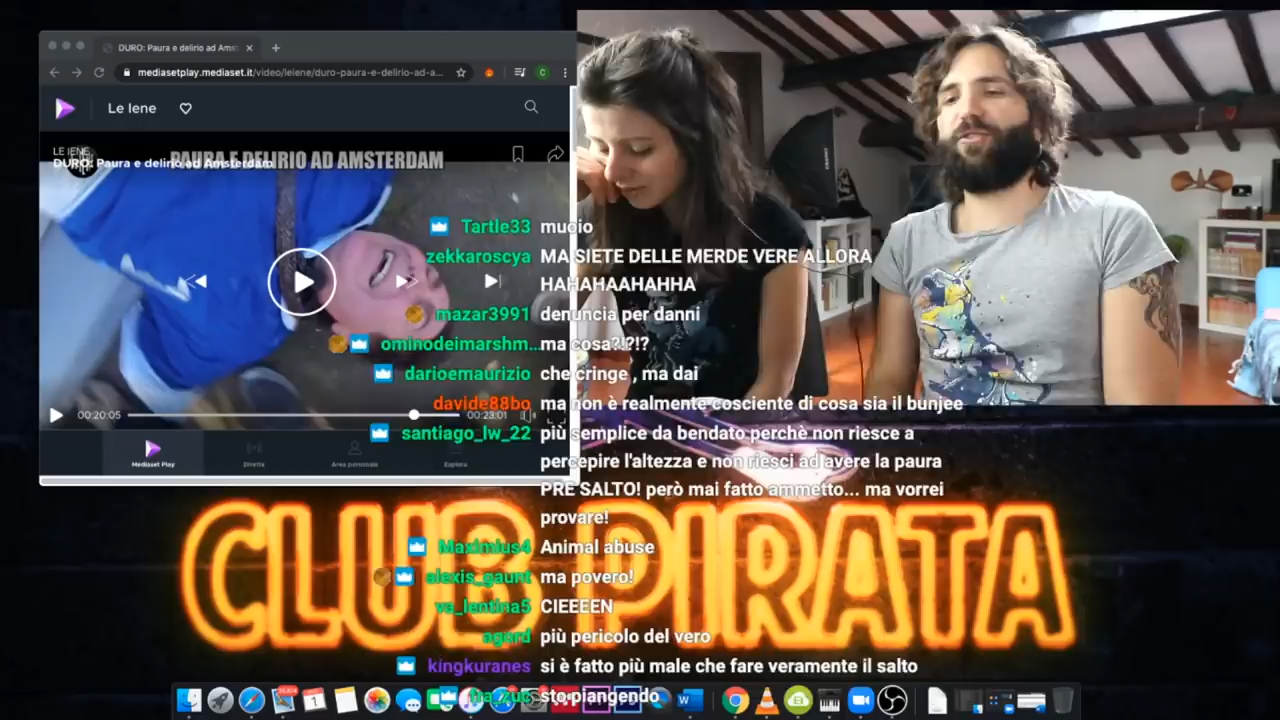 DURO: Paura e delirio ad Amst
mediasetplay.mediaset.it/video/leiene/duro-paura-e-delirio-ad-a...
Le Iene
LE IENE
DURO: Paura e delirio ad Amsterdam
PAURA E DELIRIO AD AMSTERDAM
00:20:05
00:23:01
Mediaset Play
Diretta
Area personale
Esplora
Tartle33 muoio
zekkaroscya MA SIETE DELLE MERDE VERE ALLORA
HAHAHAAHAHHA
mazar3991 denuncia per danni
ominodeimarshm... ma cosa?!?!?
darioemaurizio che cringe , ma dai
davide88bo ma non è realmente cosciente di cosa sia il bunjee
santiago_lw_22 più semplice da bendato perchè non riesce a
percepire l'altezza e non riesci ad avere la paura
PRE SALTO! però mai fatto ammetto... ma vorrei
provare!
Maximius4 Animal abuse
alexis_gaunt ma povero!
va_lentina5 CIEEEEN
agord più pericolo del vero
kingkuranes si è fatto più male che fare veramente il salto
sto piangendo
CLUB PIRATA